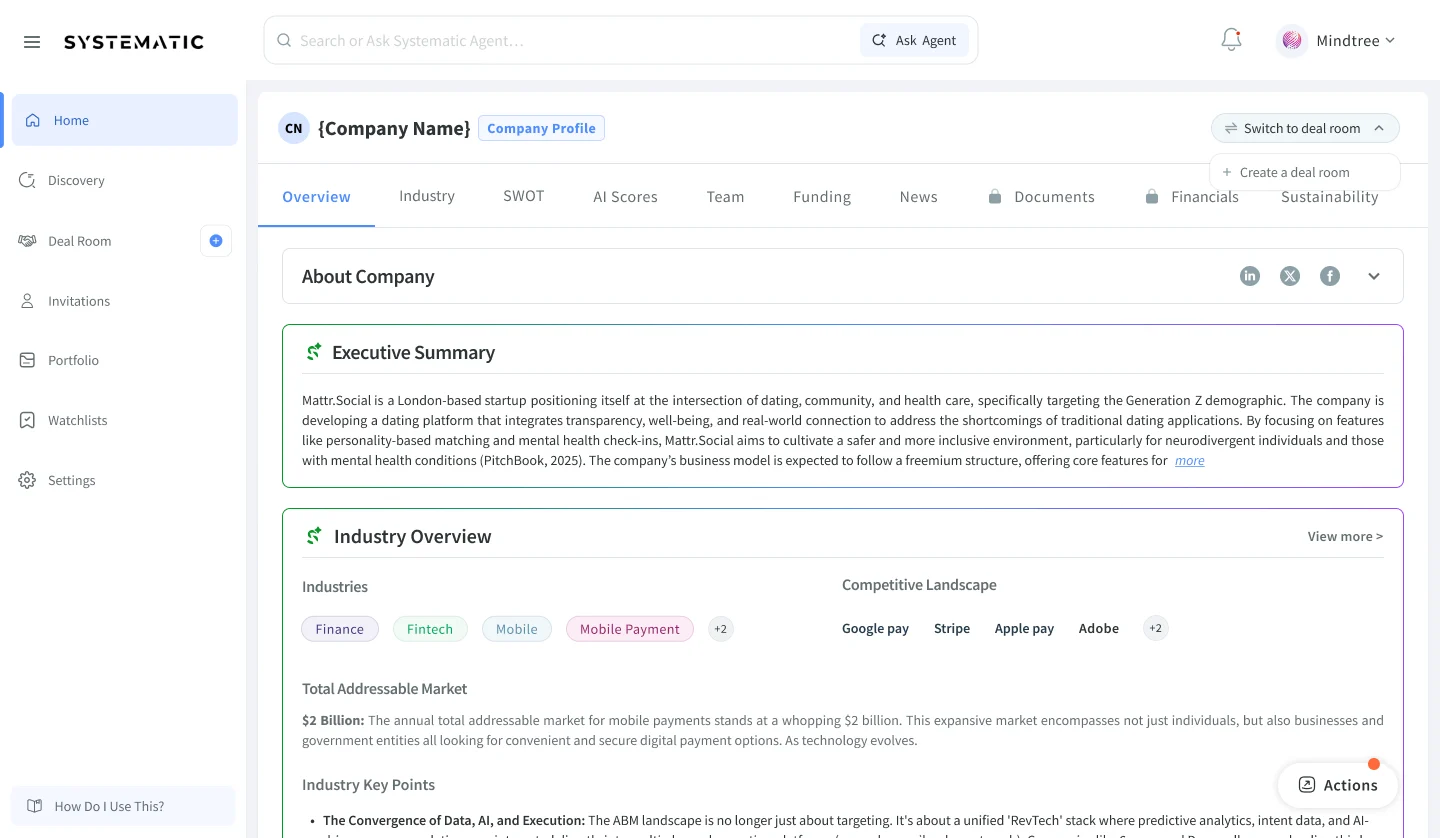 SYSTEMATIC
Search or Ask Systematic Agent…
Ask Agent
Mindtree
Home
Discovery
Deal Room
Invitations
Portfolio
Watchlists
Settings
How Do I Use This?
CN {Company Name} Company Profile
Switch to deal room
+ Create a deal room
Overview Industry SWOT AI Scores Team Funding News Documents Financials Sustainability
About Company
Executive Summary
Mattr.Social is a London-based startup positioning itself at the intersection of dating, community, and health care, specifically targeting the Generation Z demographic. The company is
developing a dating platform that integrates transparency, well-being, and real-world connection to address the shortcomings of traditional dating applications. By focusing on features
like personality-based matching and mental health check-ins, Mattr.Social aims to cultivate a safer and more inclusive environment, particularly for neurodivergent individuals and those
with mental health conditions (PitchBook, 2025). The company's business model is expected to follow a freemium structure, offering core features for more
Industry Overview
View more >
Industries
Finance Fintech Mobile Mobile Payment +2
Competitive Landscape
Google pay Stripe Apple pay Adobe +2
Total Addressable Market
$2 Billion: The annual total addressable market for mobile payments stands at a whopping $2 billion. This expansive market encompasses not just individuals, but also businesses and
government entities all looking for convenient and secure digital payment options. As technology evolves.
Industry Key Points
• The Convergence of Data, AI, and Execution: The ABM landscape is no longer just about targeting. It's about a unified 'RevTech' stack where predictive analytics, intent data, and AI-
Actions